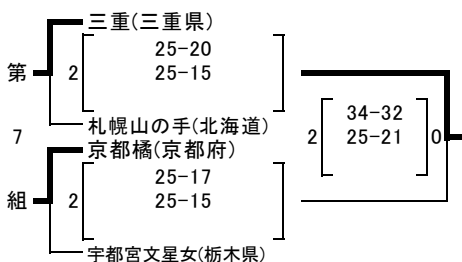 三重(三重県)
25-20
第 2 25-15
札幌山の手(北海道)
34-32
7 2 25-21 0
京都橘(京都府)
25-17
組 2 25-15
宇都宮文星女(栃木県)